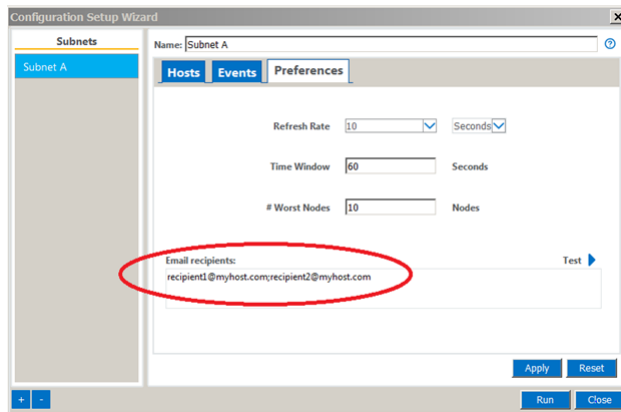 Configuration Setup Wizard
Subnets
Subnet A
Name: Subnet A
Hosts Events Preferences
Refresh Rate 10 Seconds
Time Window 60 Seconds
# Worst Nodes 10 Nodes
Email recipients: Test
recipient1@myhost.com;recipient2@myhost.com
Apply Reset
+ - Run Close